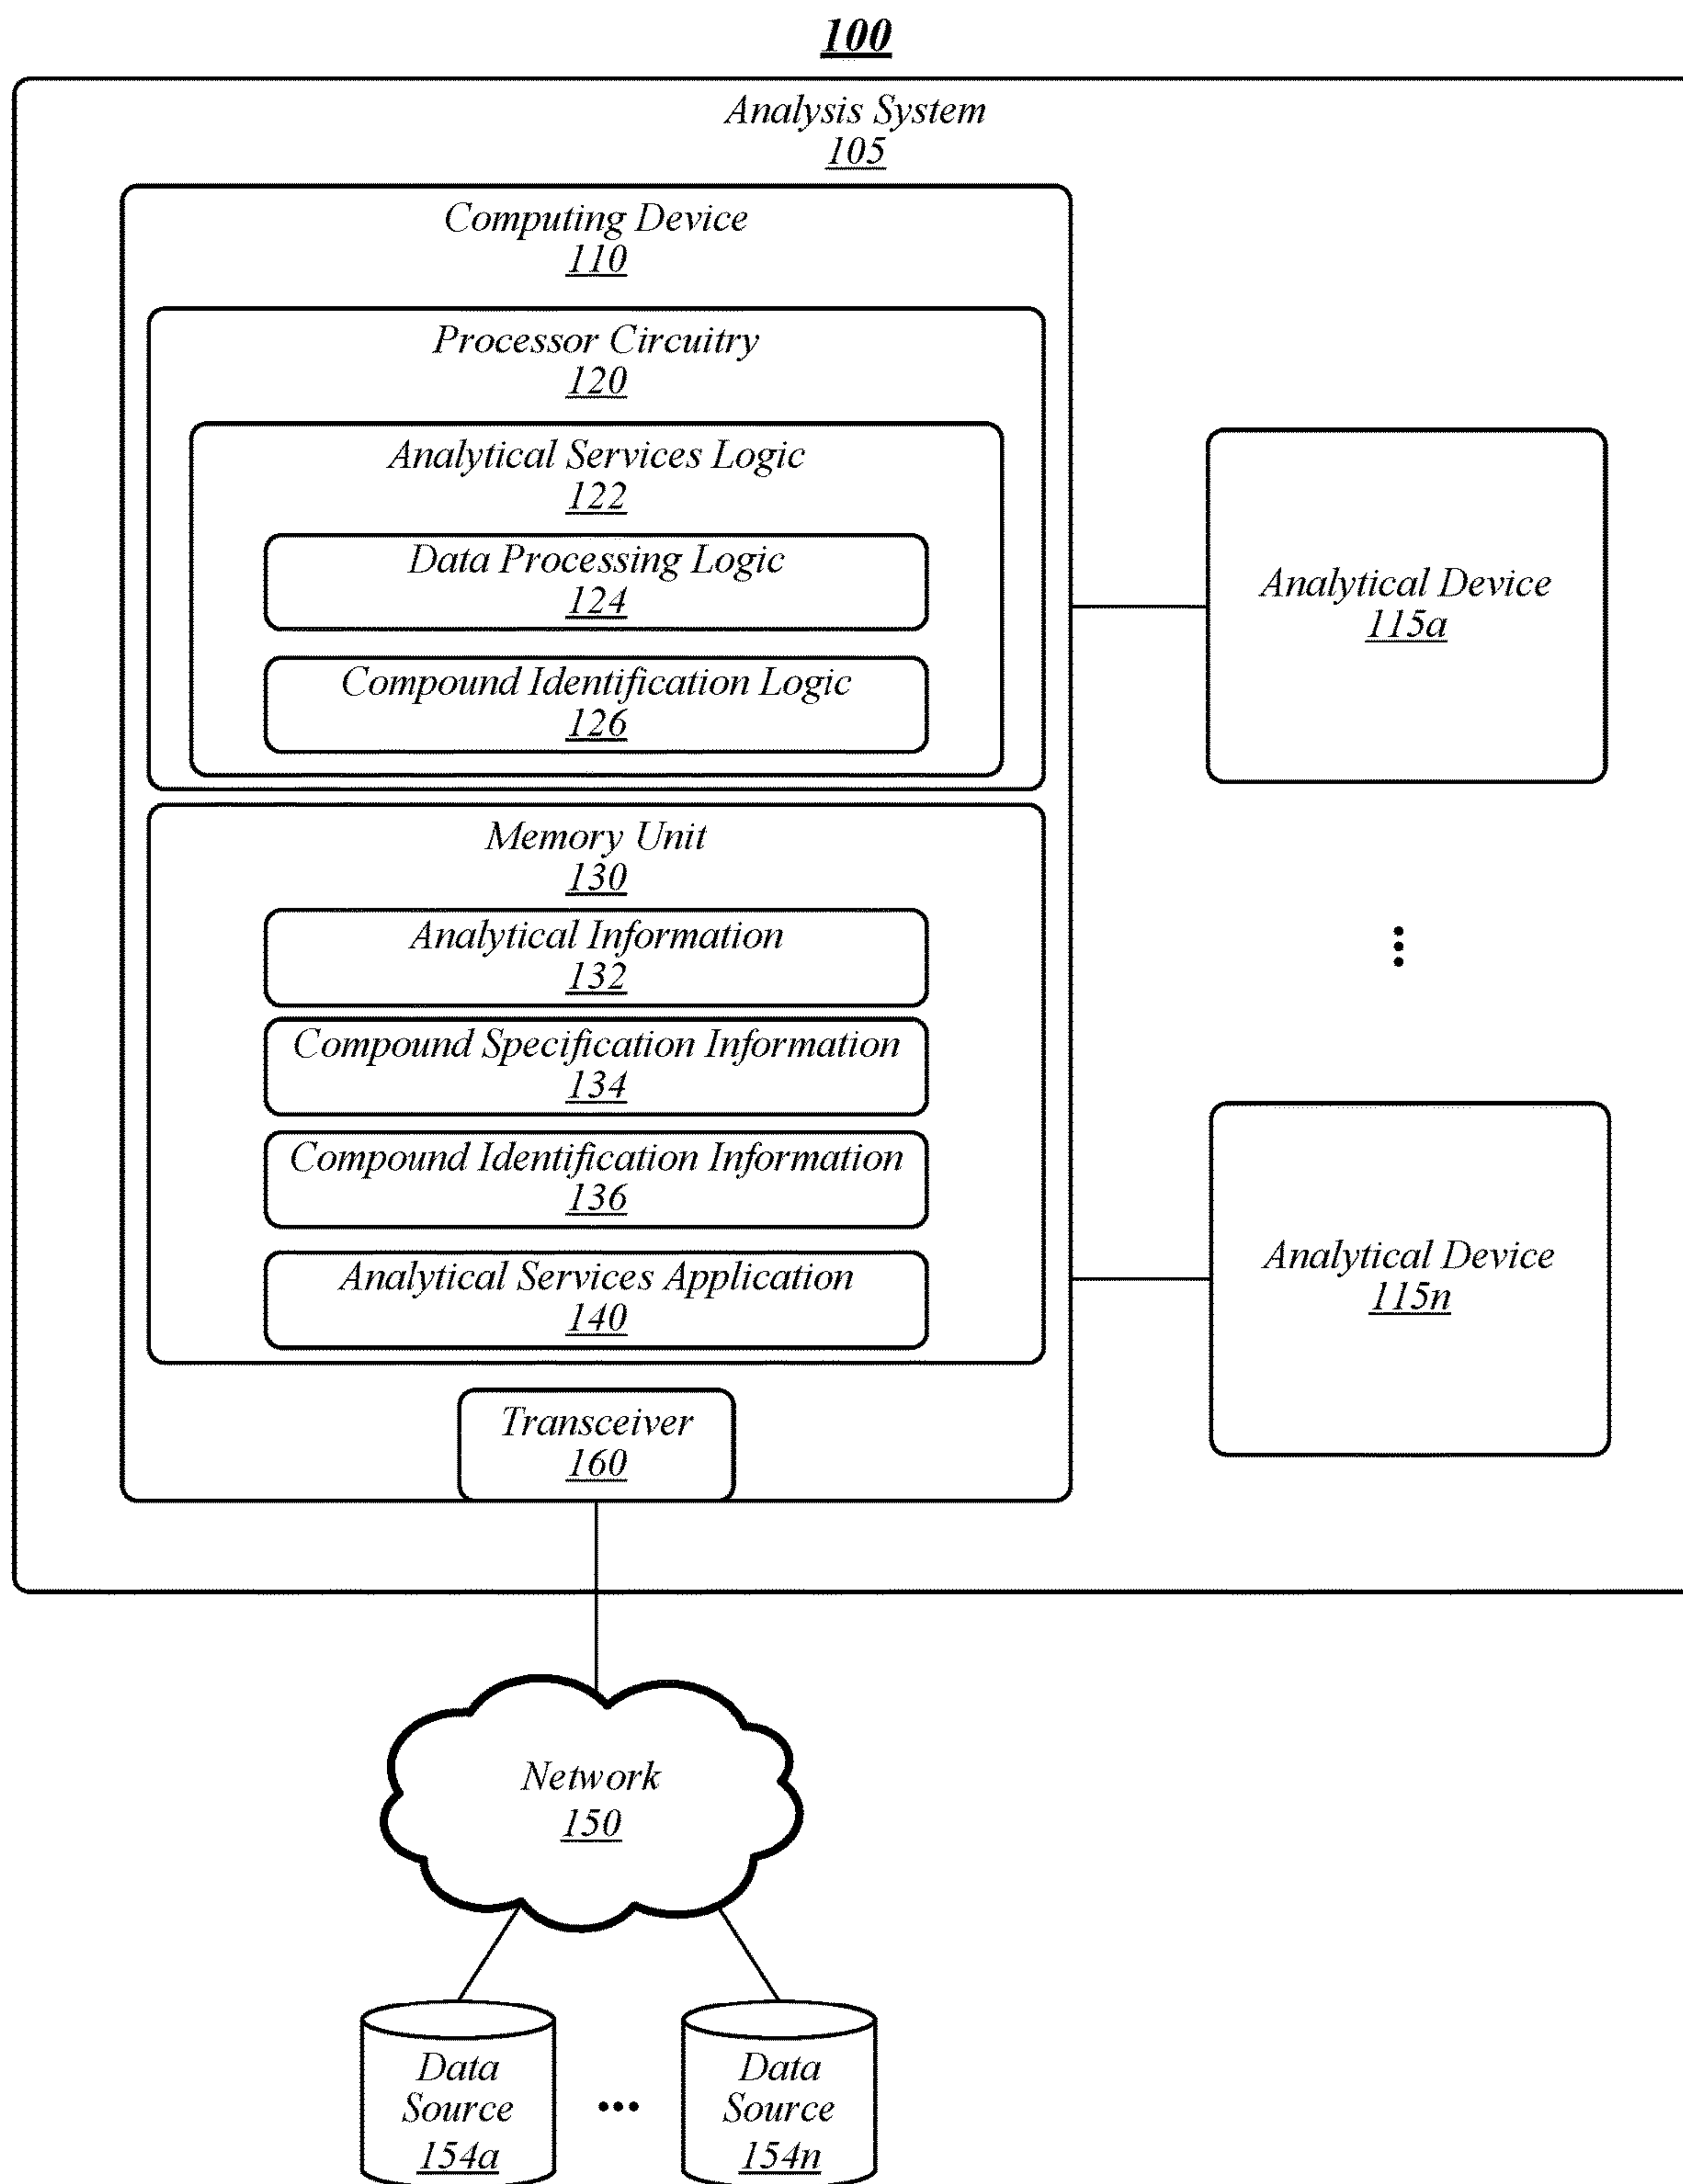 100
Analysis System
105
Computing Device
110
Processor Circuitry
120
Analytical Services Logic
122
Data Processing Logic
124
Compound Identification Logic
126
Memory Unit
130
Analytical Information
132
Compound Specification Information
134
Compound Identification Information
136
Analytical Services Application
140
Transceiver
160
Analytical Device
115a
Analytical Device
115n
Network
150
Data
Source
154a
Data
Source
154n